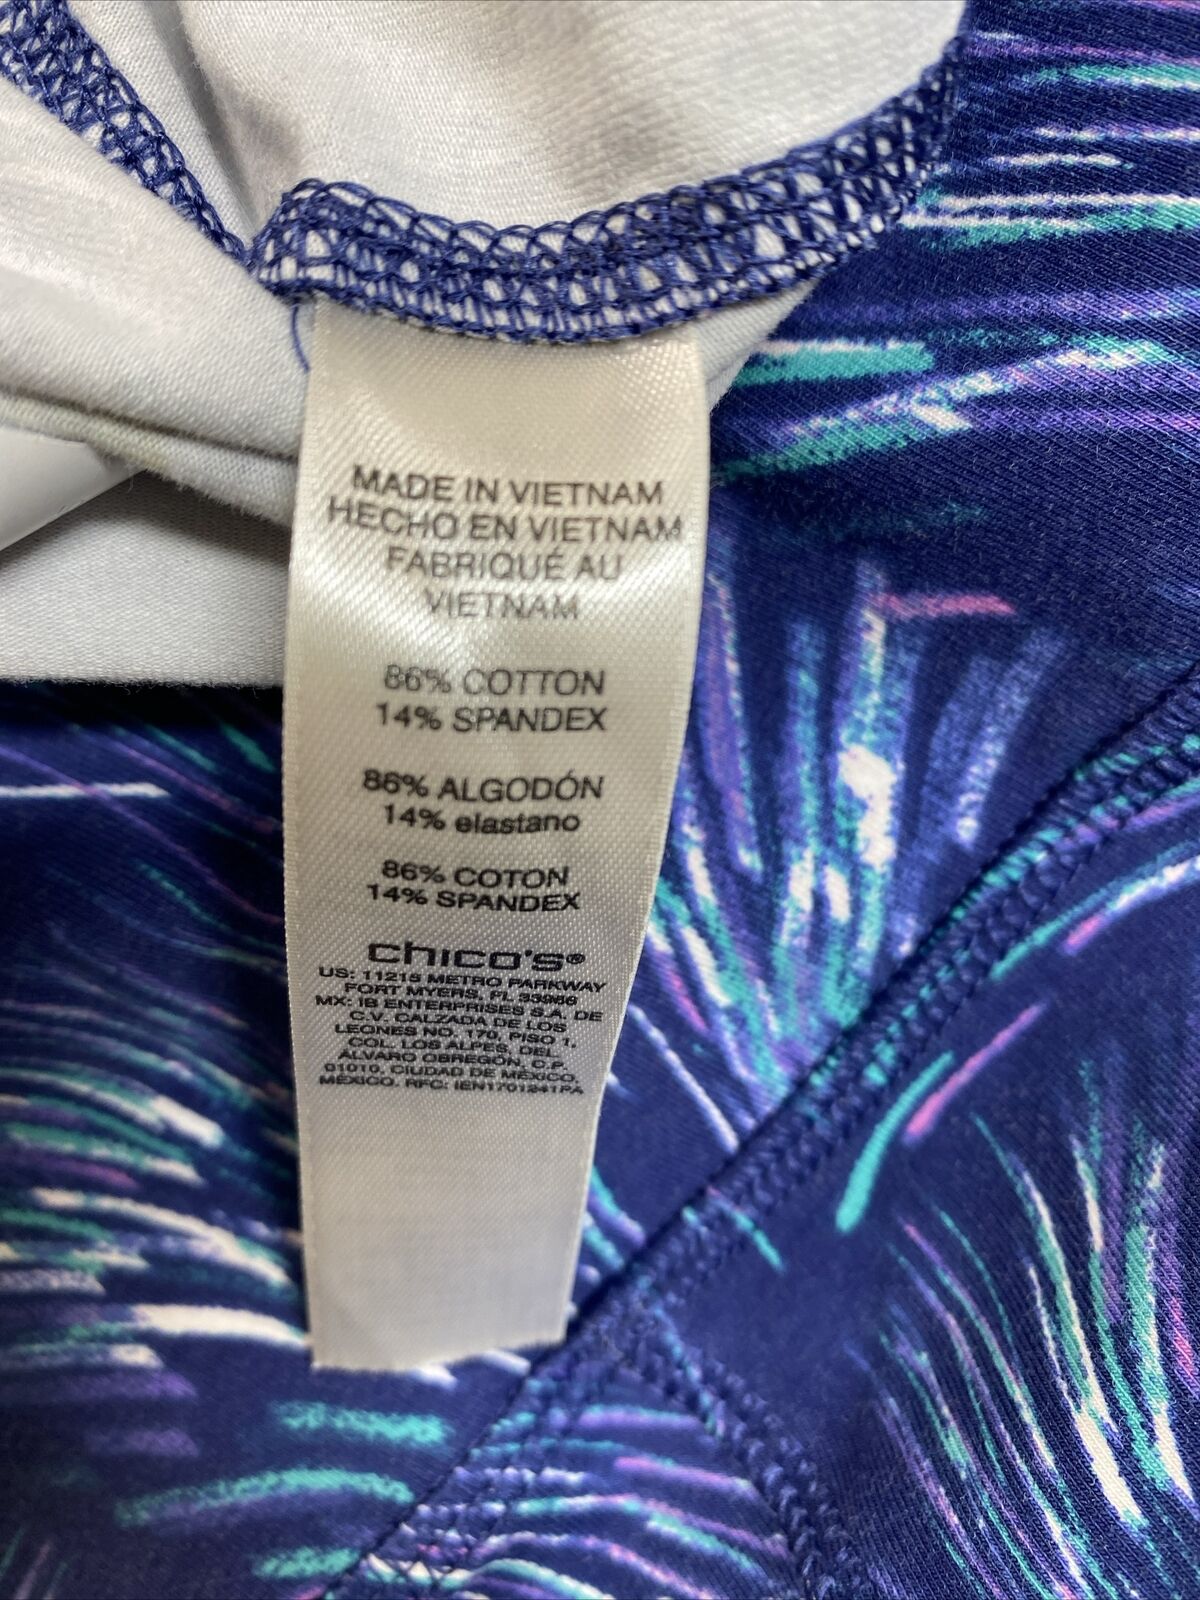 MADE IN VIETNAM
HECHO EN VIETNAM
FABRIQUÉ AU
VIETNAM
86% COTTON
14% SPANDEX
86% ALGODÓN
14% elastano
86% COTON
14% SPANDEX
chico's®
US: 11215 METRO PARKWAY
FORT MYERS, FL 33966
MX: IB ENTERPRISES S.A. DE
C.V. CALZADA DE LOS
LEONES NO. 170, PISO 1,
COL. LOS ALPES, DEL.
ÁLVARO OBREGÓN, C.P.
01010, CIUDAD DE MÉXICO,
MÉXICO. RFC: IEN1701241PA